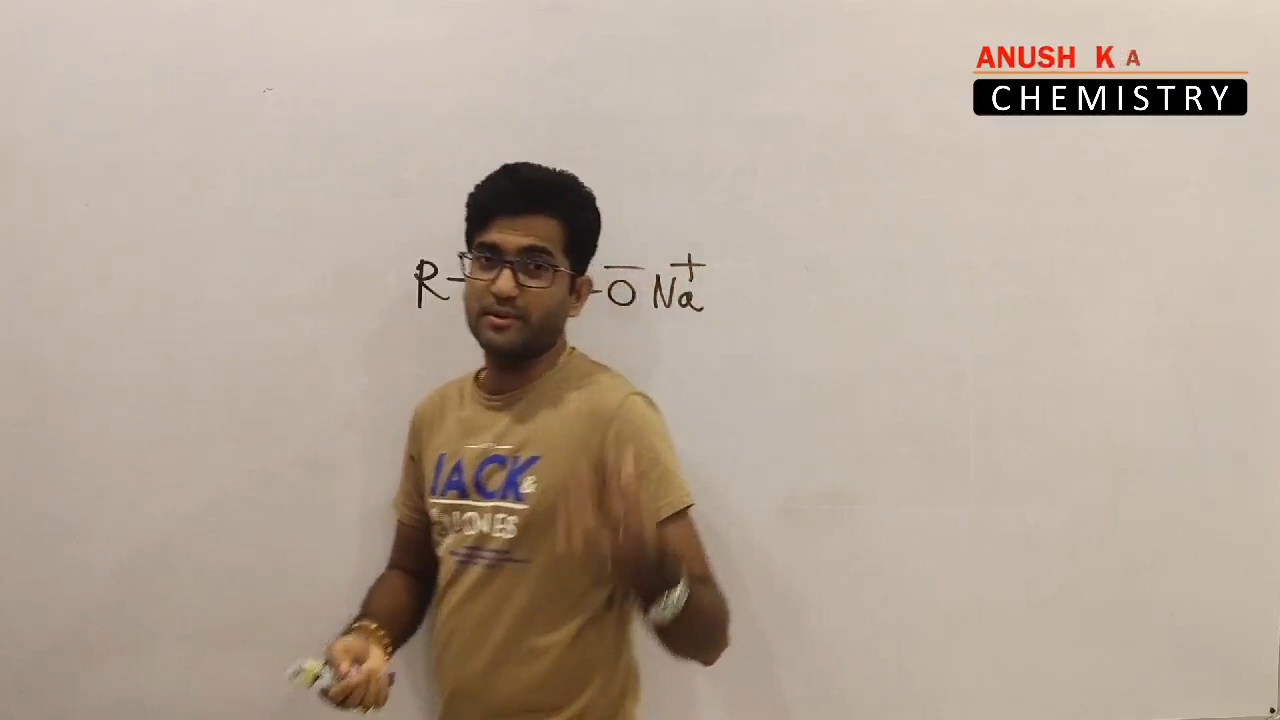 ANUSH K A
CHEMISTRY
R- -O⁻ Na⁺
JACK &
JONES